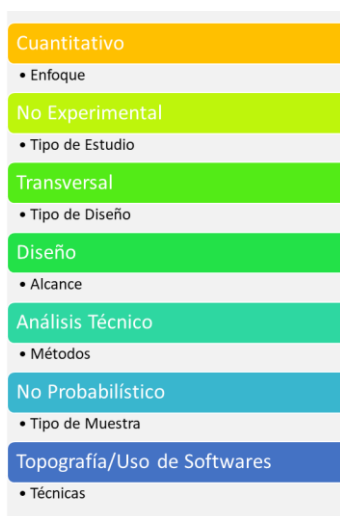 Cuantitativo
• Enfoque
No Experimental
• Tipo de Estudio
Transversal
• Tipo de Diseño
Diseño
• Alcance
Análisis Técnico
• Métodos
No Probabilístico
• Tipo de Muestra
Topografía/Uso de Softwares
• Técnicas